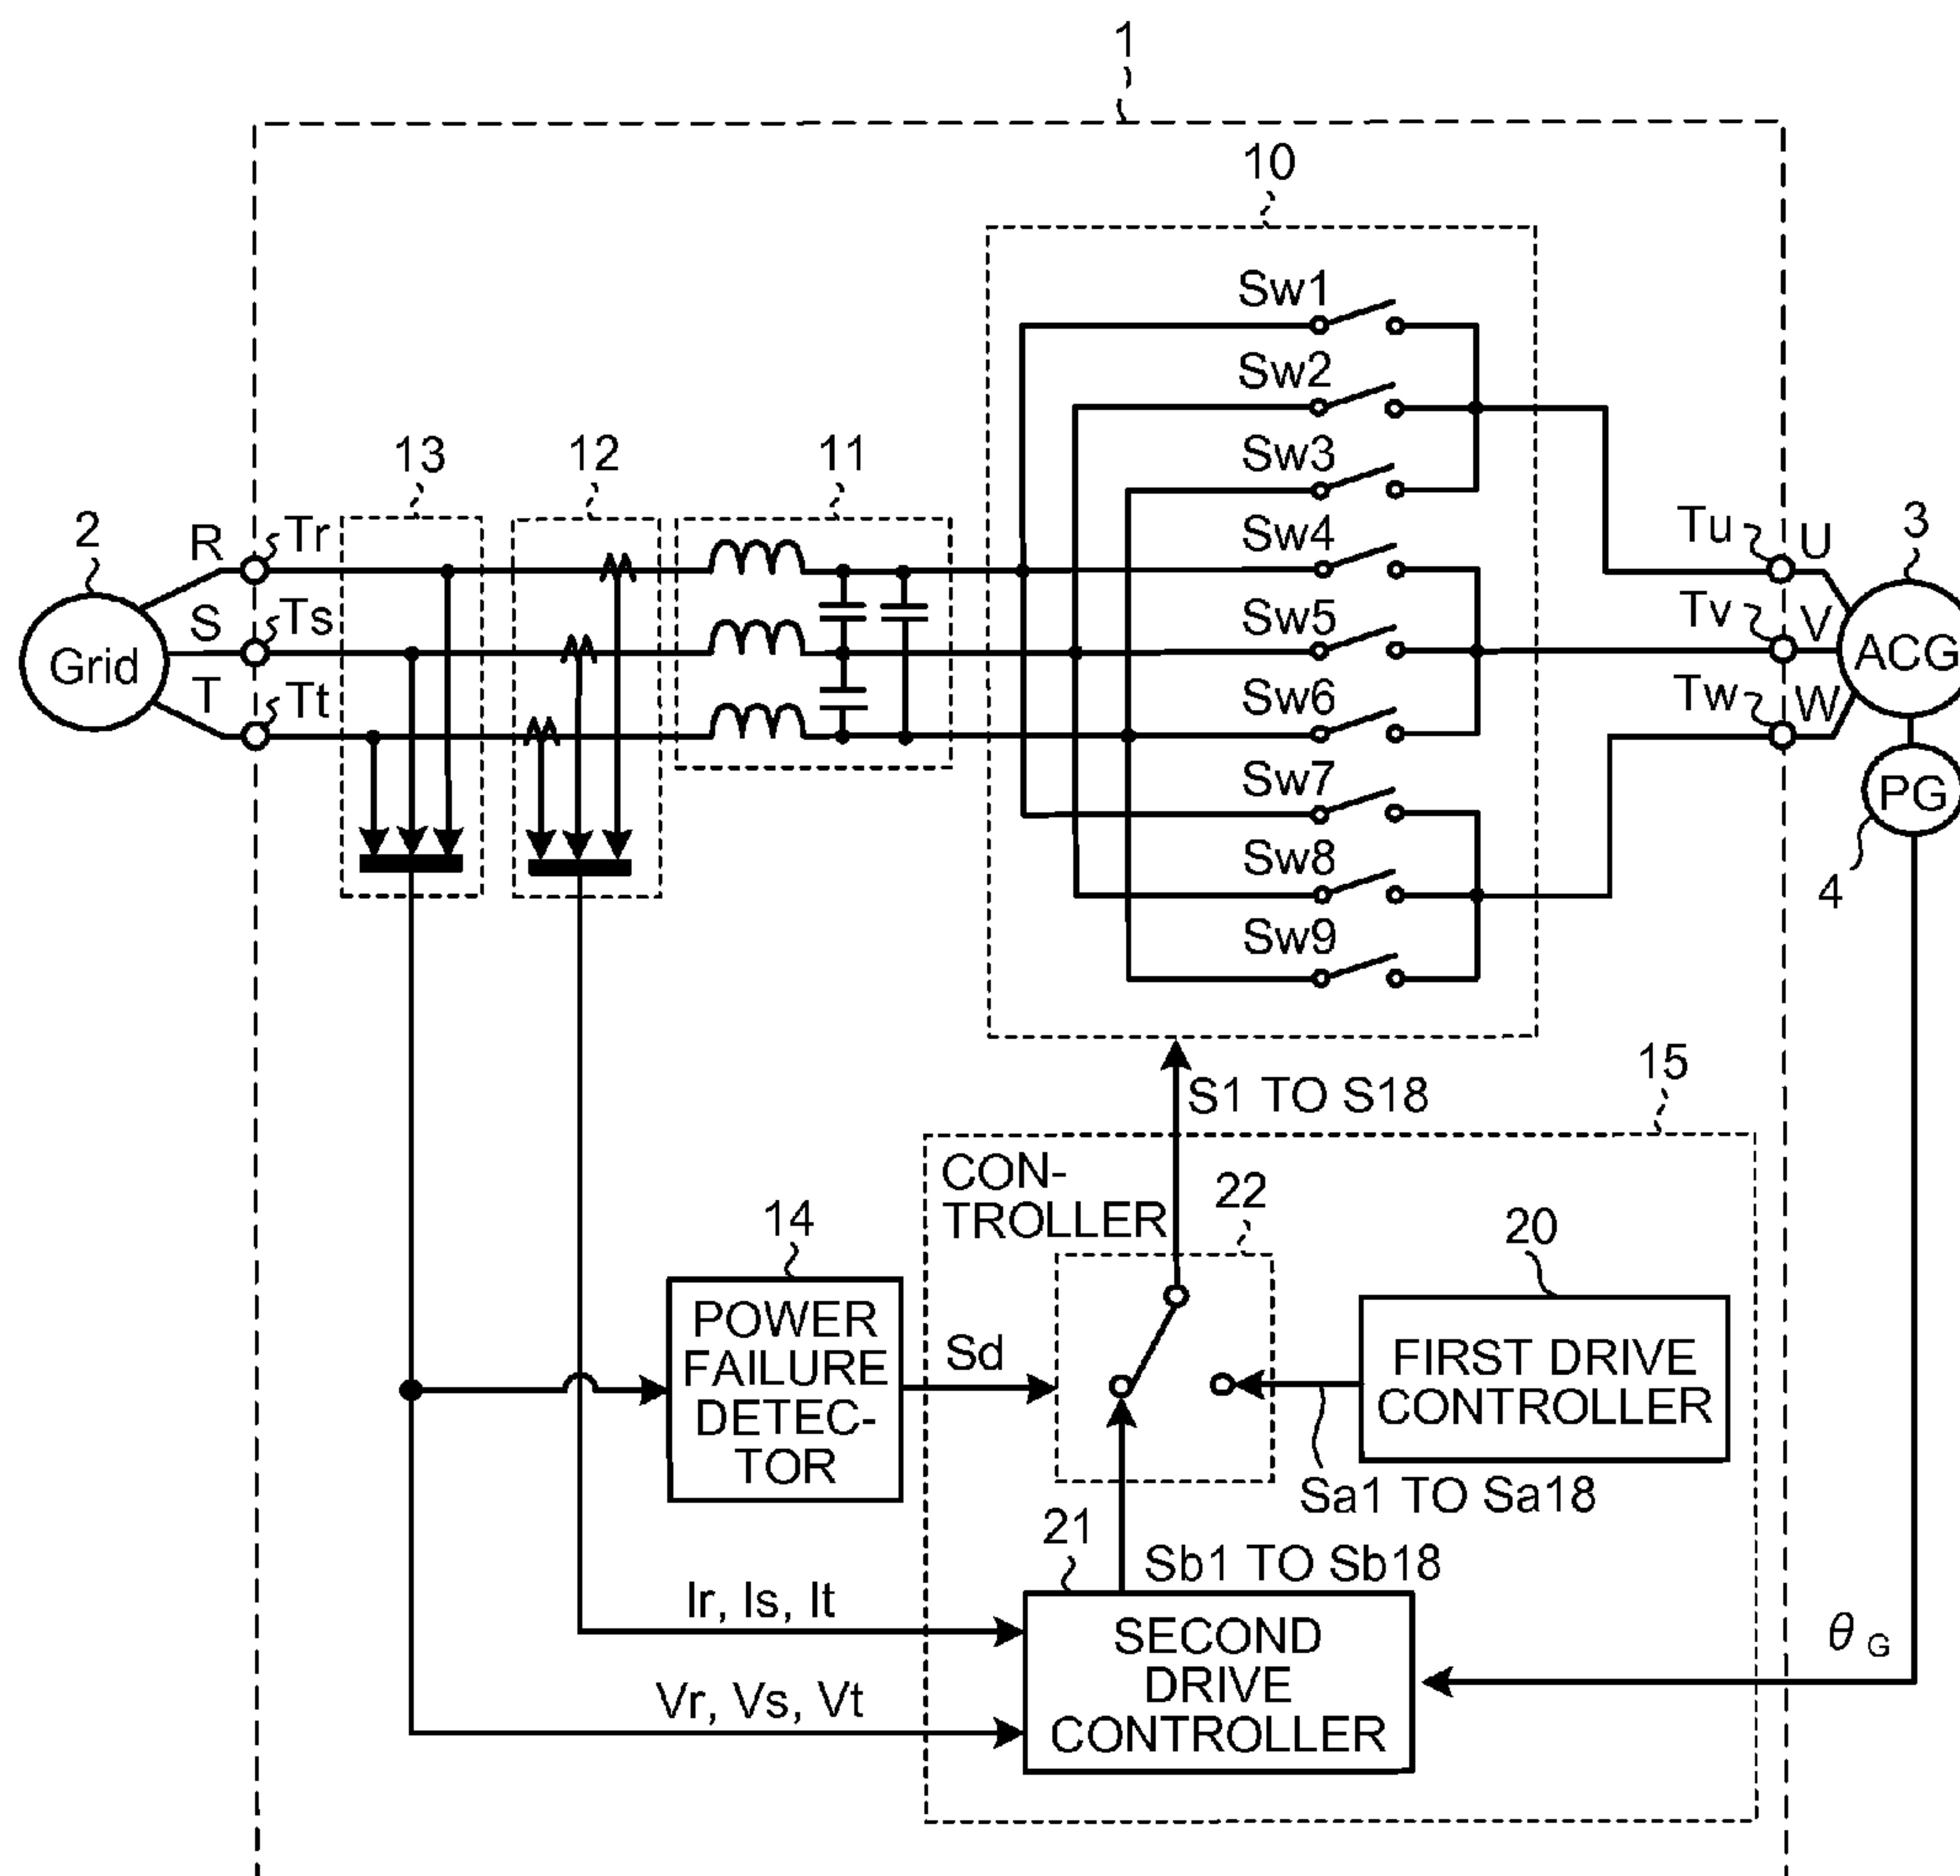 1
10
Sw1
Sw2
Sw3
Sw4
Sw5
Sw6
Sw7
Sw8
Sw9
13
12
11
2
R
Tr
S
Ts
T
Tt
Grid
Tu
U
3
Tv
V
ACG
Tw
W
PG
4
S1 TO S18
15
CON-
TROLLER
22
14
20
POWER
FAILURE
DETEC-
TOR
Sd
FIRST DRIVE
CONTROLLER
Sa1 TO Sa18
21
Sb1 TO Sb18
Ir, Is, It
SECOND
DRIVE
CONTROLLER
Vr, Vs, Vt
θG